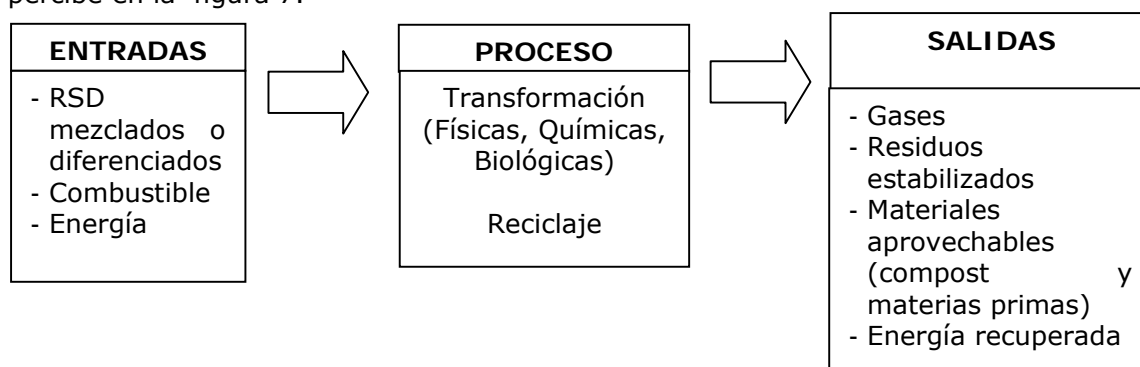 percibe en la figura 7.
ENTRADAS
- RSD
mezclados o
diferenciados
- Combustible
- Energía
PROCESO
Transformación
(Físicas, Químicas,
Biológicas)
Reciclaje
SALIDAS
- Gases
- Residuos
estabilizados
- Materiales
aprovechables
(compost y
materias primas)
- Energía recuperada